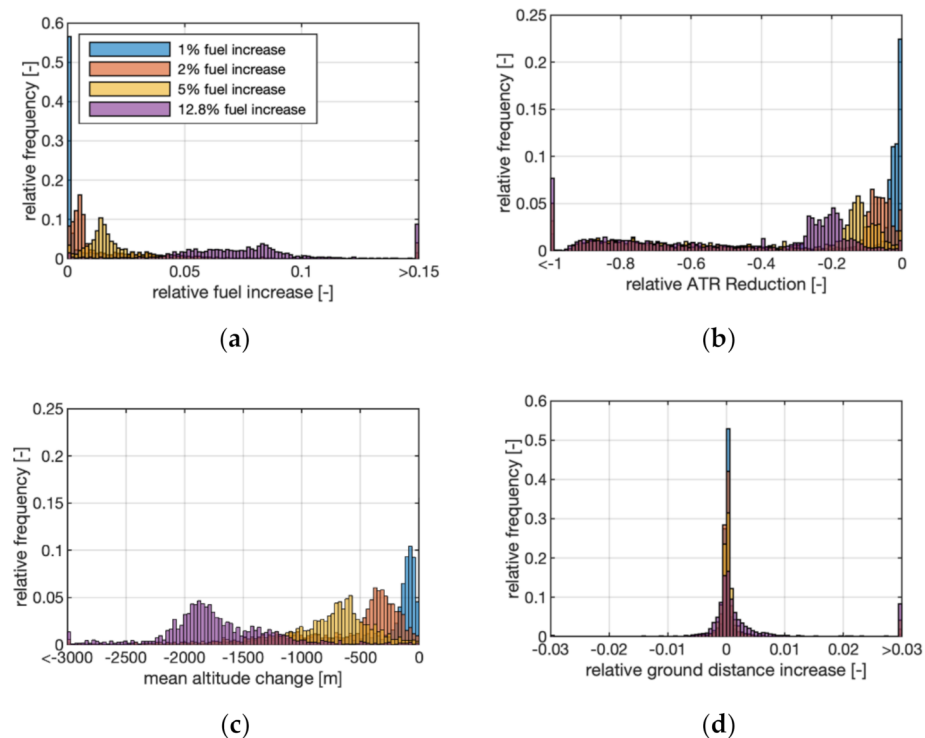 0.6
0.5
0.4
0.3
0.2
0.1
0
relative frequency [-]
1% fuel increase
2% fuel increase
5% fuel increase
12.8% fuel increase
0 0.05 0.1 >0.15
relative fuel increase [-]
(a)
0.25
0.2
0.15
0.1
0.05
0
relative frequency [-]
<-1 -0.8 -0.6 -0.4 -0.2 0
relative ATR Reduction [-]
(b)
0.25
0.2
0.15
0.1
0.05
0
relative frequency [-]
<-3000 -2500 -2000 -1500 -1000 -500 0
mean altitude change [m]
(c)
0.6
0.5
0.4
0.3
0.2
0.1
0
relative frequency [-]
-0.03 -0.02 -0.01 0 0.01 0.02 >0.03
relative ground distance increase [-]
(d)